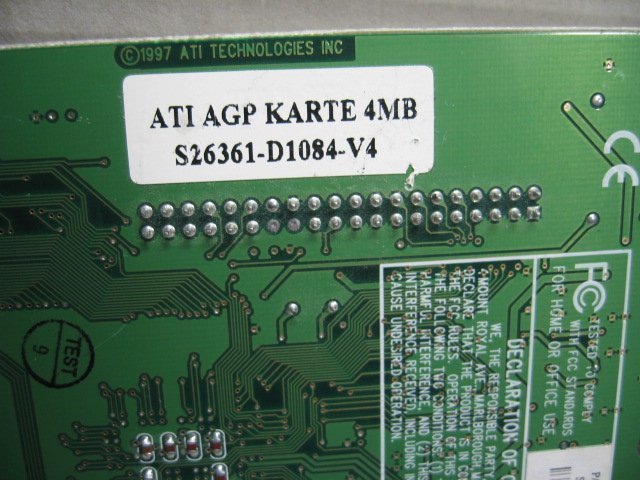 ©1997 ATI TECHNOLOGIES INC
ATI AGP KARTE 4MB
S26361-D1084-V4
CE
FC
TESTED TO COMPLY
WITH FCC STANDARDS
FOR HOME OR OFFICE USE
DECLARATION OF
WE, THE RESPONSIBLE PARTY
4 MOUNT ROYAL AVE. MARLBOROUGH
DECLARE THAT THE PRODUCT IS IN
THE FCC RULES. OPERATION OF THIS
THE FOLLOWING TWO CONDITIONS: (1)
HARMFUL INTERFERENCE, AND (2) THIS
INTERFERENCE RECEIVED, INCLUDING
CAUSE UNDESIRED OPERATION.
TEST
9